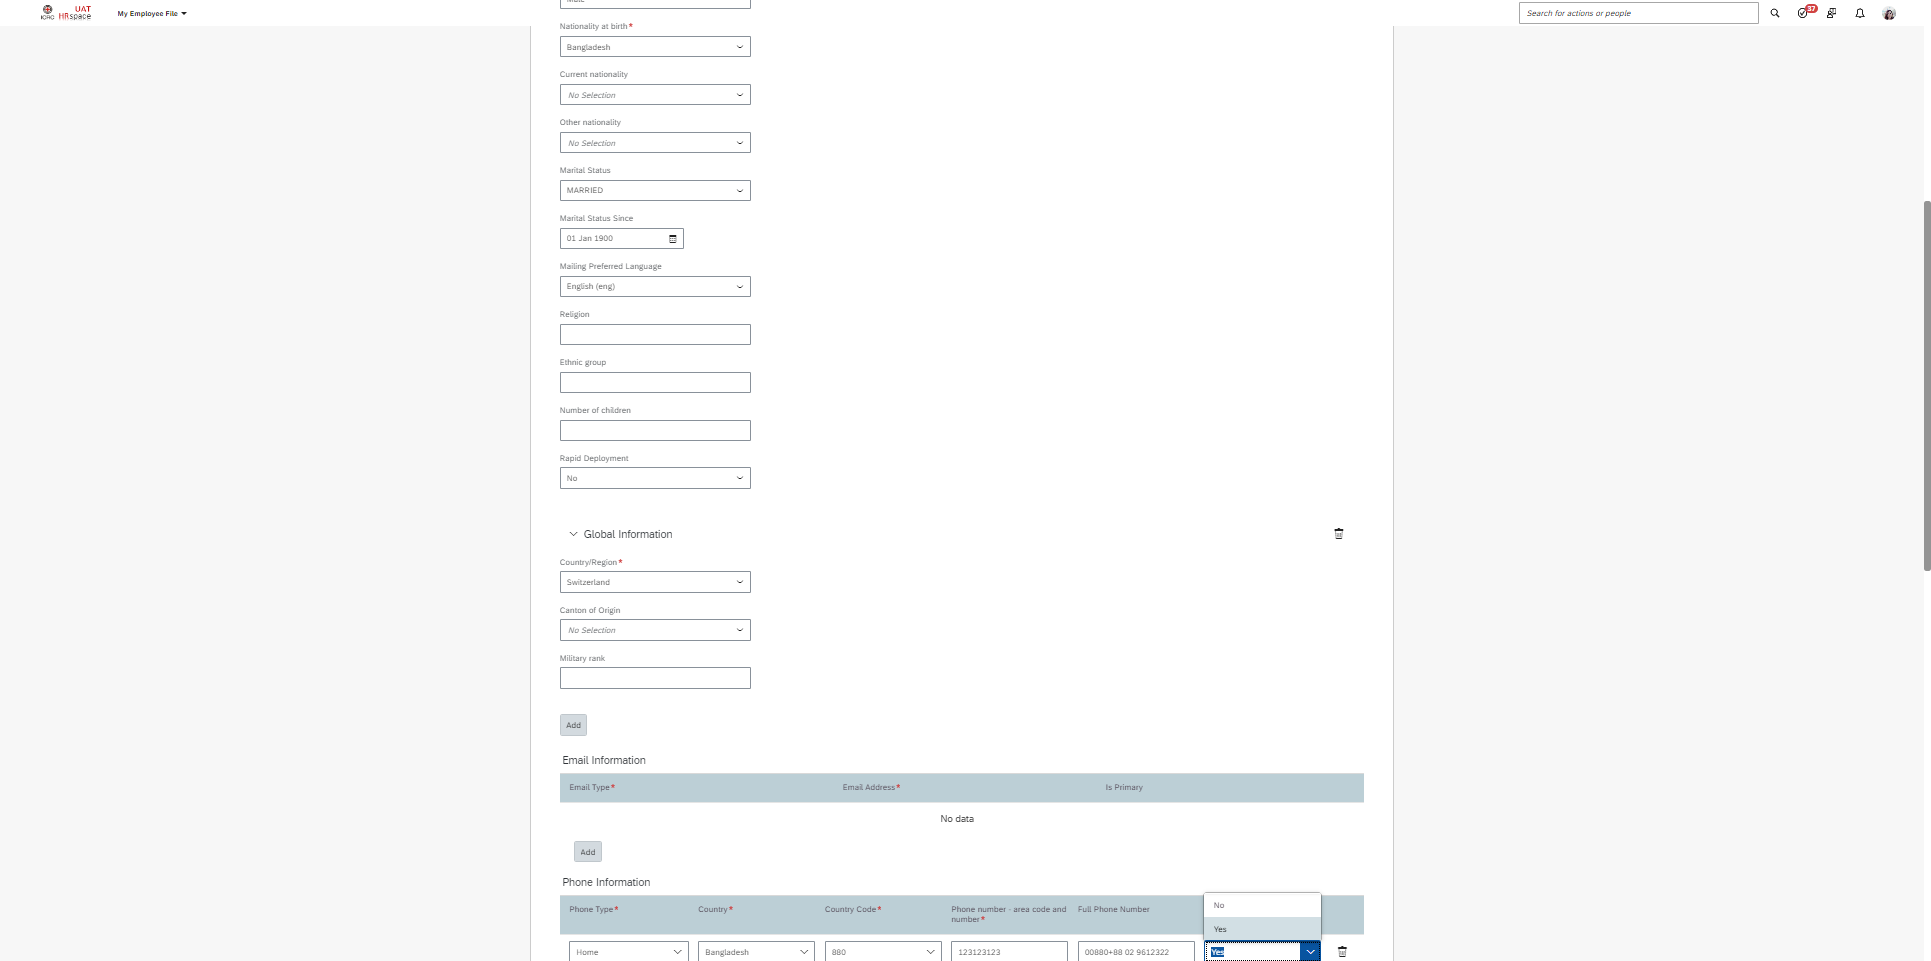 ICRC
UAT
HRspace
My Employee File
Search for actions or people
37
Male
Nationality at birth*
Bangladesh
Current nationality
No Selection
Other nationality
No Selection
Marital Status
MARRIED
Marital Status Since
01 Jan 1900
Mailing Preferred Language
English (eng)
Religion
Ethnic group
Number of children
Rapid Deployment
No
Global Information
Country/Region*
Switzerland
Canton of Origin
No Selection
Military rank
Add
Email Information
Email Type* Email Address* Is Primary
No data
Add
Phone Information
Phone Type* Country* Country Code* Phone number - area code and number* Full Phone Number
No
Yes
Home Bangladesh 880 123123123 00880+88 02 9612322 Yes